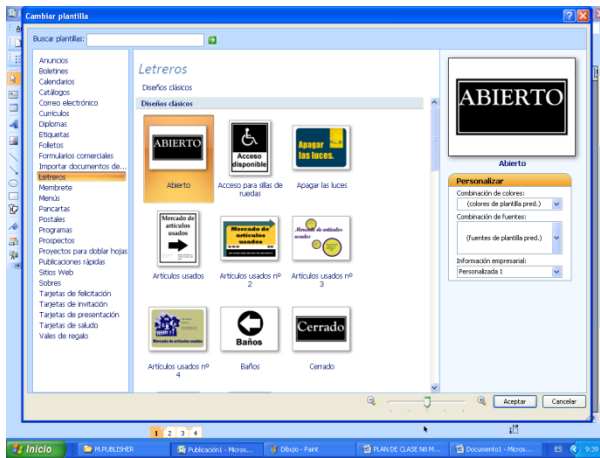 Cambiar plantilla
Buscar plantillas:
Anuncios
Boletines
Calendarios
Catálogos
Correo electrónico
Currículos
Diplomas
Etiquetas
Folletos
Formularios comerciales
Importar documentos de...
Letreros
Membrete
Menús
Pancartas
Postales
Programas
Prospectos
Proyectos para doblar hojas
Publicaciones rápidas
Sitios Web
Sobres
Tarjetas de felicitación
Tarjetas de invitación
Tarjetas de presentación
Tarjetas de saludo
Vales de regalo
Letreros
Diseños clásicos
Diseños clásicos
ABIERTO
Abierto
Acceso
disponible
Acceso para sillas de
ruedas
Apagar
las luces.
Apagar las luces
Mercado de
artículos
usados
Artículos usados
Mercado de
artículos
usados
Artículos usados nº
2
Mercado de artículos
usados
Artículos usados nº
3
Mercado de artículos usados
Artículos usados nº
4
Baños
Baños
Cerrado
Cerrado
ABIERTO
Abierto
Personalizar
Combinación de colores:
(colores de plantilla pred.)
Combinación de fuentes:
(Fuentes de plantilla pred.)
Información empresarial:
Personalizada 1
Aceptar
Cancelar
1 2 3 4
Inicio
M.PUBLISHER
Publicación1 - Micros...
Dibujo - Paint
PLAN DE CLASE N8 M...
Documento1 - Micros...
ES
9:39